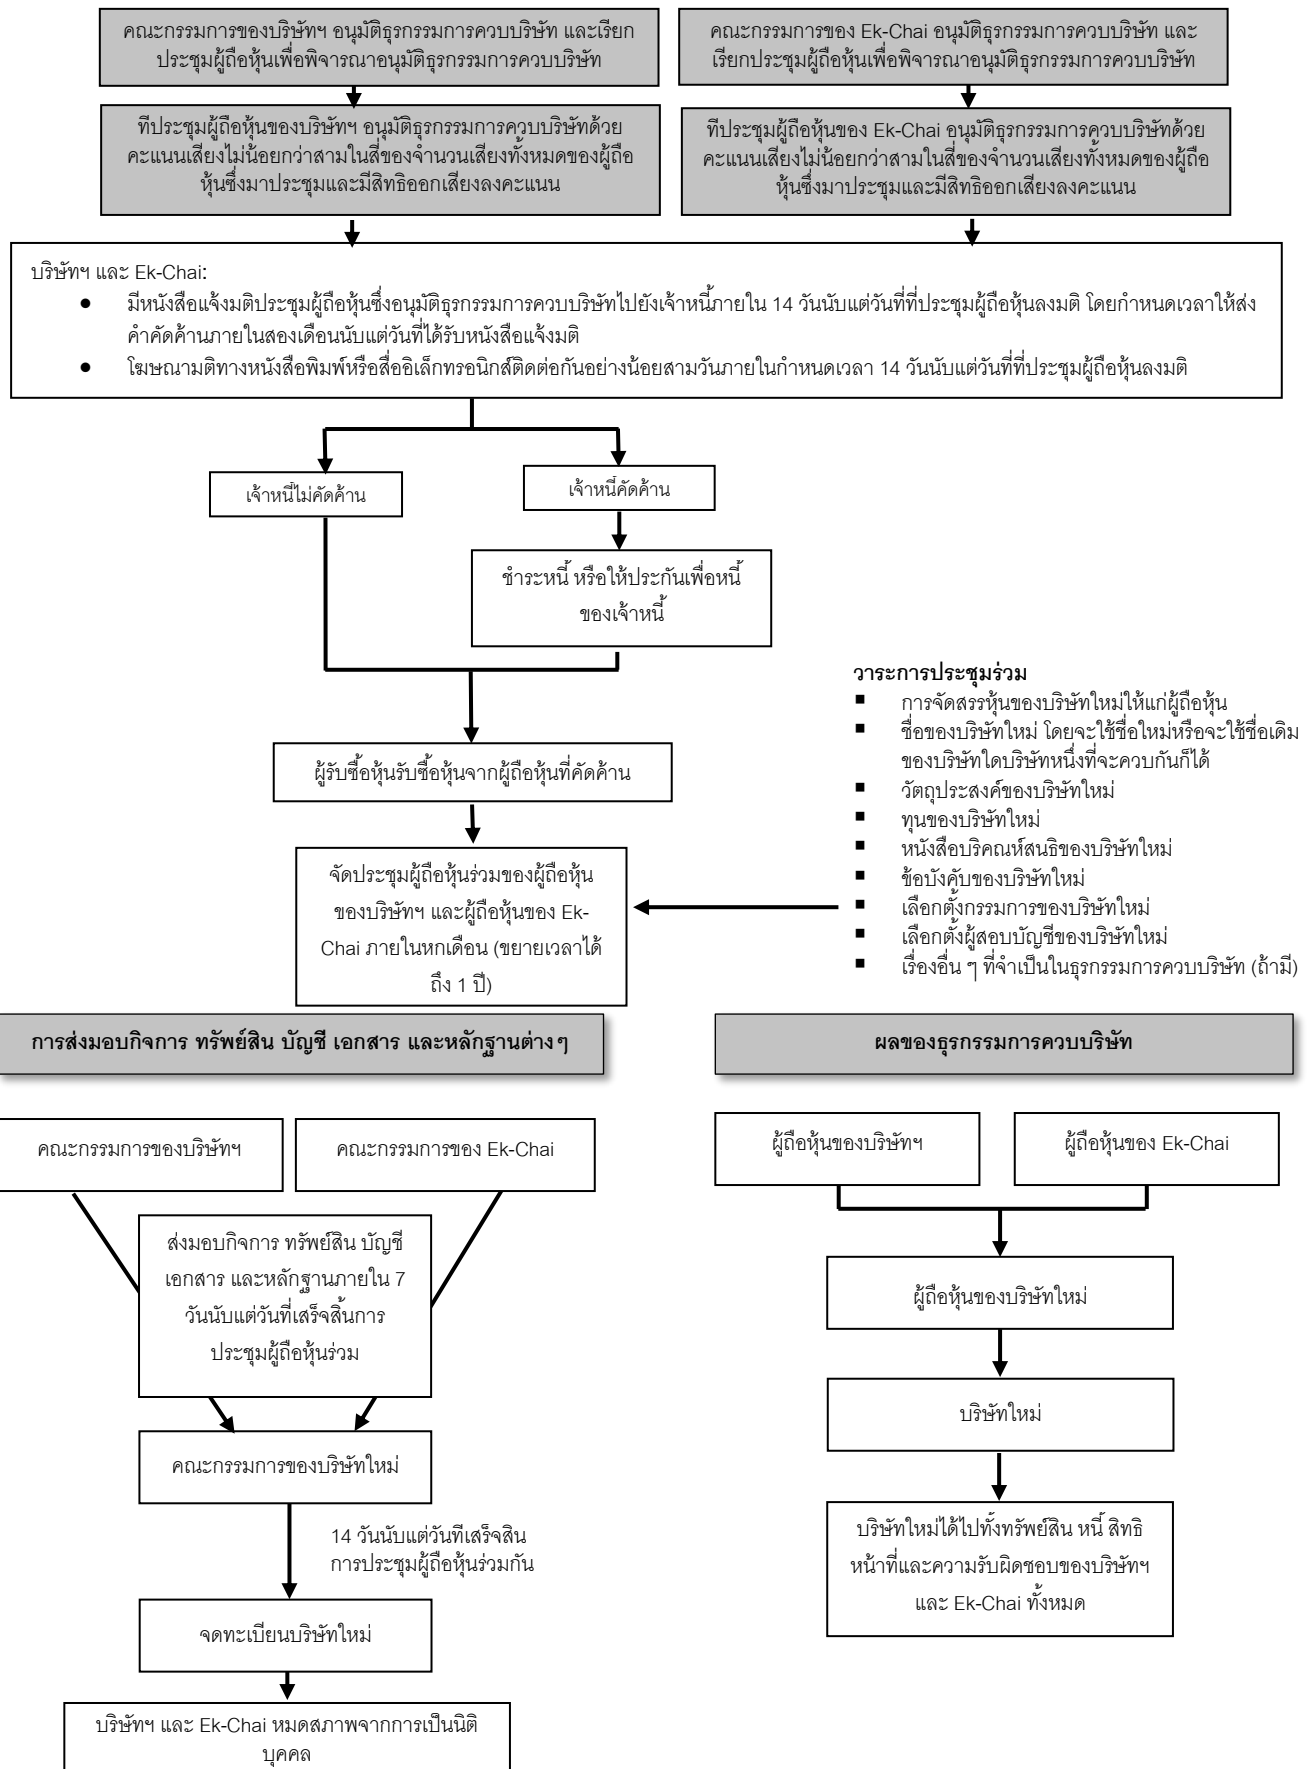 คณะกรรมการของบริษัทฯ อนุมัติธุรกรรมการควบบริษัท และเรียก
ประชุมผู้ถือหุ้นเพื่อพิจารณาอนุมัติธุรกรรมการควบบริษัท
คณะกรรมการของ Ek-Chai อนุมัติธุรกรรมการควบบริษัท และ
เรียกประชุมผู้ถือหุ้นเพื่อพิจารณาอนุมัติธุรกรรมการควบบริษัท
ที่ประชุมผู้ถือหุ้นของบริษัทฯ อนุมัติธุรกรรมการควบบริษัทด้วย
คะแนนเสียงไม่น้อยกว่าสามในสี่ของจำนวนเสียงทั้งหมดของผู้ถือ
หุ้นซึ่งมาประชุมและมีสิทธิออกเสียงลงคะแนน
ที่ประชุมผู้ถือหุ้นของ Ek-Chai อนุมัติธุรกรรมการควบบริษัทด้วย
คะแนนเสียงไม่น้อยกว่าสามในสี่ของจำนวนเสียงทั้งหมดของผู้ถือ
หุ้นซึ่งมาประชุมและมีสิทธิออกเสียงลงคะแนน
บริษัทฯ และ Ek-Chai:
● มีหนังสือแจ้งมติประชุมผู้ถือหุ้นซึ่งอนุมัติธุรกรรมการควบบริษัทไปยังเจ้าหนี้ภายใน 14 วันนับแต่วันที่ที่ประชุมผู้ถือหุ้นลงมติ โดยกำหนดเวลาให้ส่ง
คำคัดค้านภายในสองเดือนนับแต่วันที่ได้รับหนังสือแจ้งมติ
● โฆษณามติทางหนังสือพิมพ์หรือสื่ออิเล็กทรอนิกส์ติดต่อกันอย่างน้อยสามวันภายในกำหนดเวลา 14 วันนับแต่วันที่ที่ประชุมผู้ถือหุ้นลงมติ
เจ้าหนี้ไม่คัดค้าน
เจ้าหนี้คัดค้าน
ชำระหนี้ หรือให้ประกันเพื่อหนี้
ของเจ้าหนี้
ผู้รับซื้อหุ้นรับซื้อหุ้นจากผู้ถือหุ้นที่คัดค้าน
จัดประชุมผู้ถือหุ้นร่วมของผู้ถือหุ้น
ของบริษัทฯ และผู้ถือหุ้นของ Ek-
Chai ภายในหกเดือน (ขยายเวลาได้
ถึง 1 ปี)
วาระการประชุมร่วม
▪ การจัดสรรหุ้นของบริษัทใหม่ให้แก่ผู้ถือหุ้น
▪ ชื่อของบริษัทใหม่ โดยจะใช้ชื่อใหม่หรือจะใช้ชื่อเดิม
ของบริษัทใดบริษัทหนึ่งที่จะควบกันก็ได้
▪ วัตถุประสงค์ของบริษัทใหม่
▪ ทุนของบริษัทใหม่
▪ หนังสือบริคณห์สนธิของบริษัทใหม่
▪ ข้อบังคับของบริษัทใหม่
▪ เลือกตั้งกรรมการของบริษัทใหม่
▪ เลือกตั้งผู้สอบบัญชีของบริษัทใหม่
▪ เรื่องอื่น ๆ ที่จำเป็นในธุรกรรมการควบบริษัท (ถ้ามี)
การส่งมอบกิจการ ทรัพย์สิน บัญชี เอกสาร และหลักฐานต่างๆ
คณะกรรมการของบริษัทฯ
คณะกรรมการของ Ek-Chai
ส่งมอบกิจการ ทรัพย์สิน บัญชี
เอกสาร และหลักฐานภายใน 7
วันนับแต่วันที่เสร็จสิ้นการ
ประชุมผู้ถือหุ้นร่วม
คณะกรรมการของบริษัทใหม่
14 วันนับแต่วันที่เสร็จสิ้น
การประชุมผู้ถือหุ้นร่วมกัน
จดทะเบียนบริษัทใหม่
บริษัทฯ และ Ek-Chai หมดสภาพจากการเป็นนิติ
บุคคล
ผลของธุรกรรมการควบบริษัท
ผู้ถือหุ้นของบริษัทฯ
ผู้ถือหุ้นของ Ek-Chai
ผู้ถือหุ้นของบริษัทใหม่
บริษัทใหม่
บริษัทใหม่ได้ไปทั้งทรัพย์สิน หนี้ สิทธิ
หน้าที่และความรับผิดชอบของบริษัทฯ
และ Ek-Chai ทั้งหมด